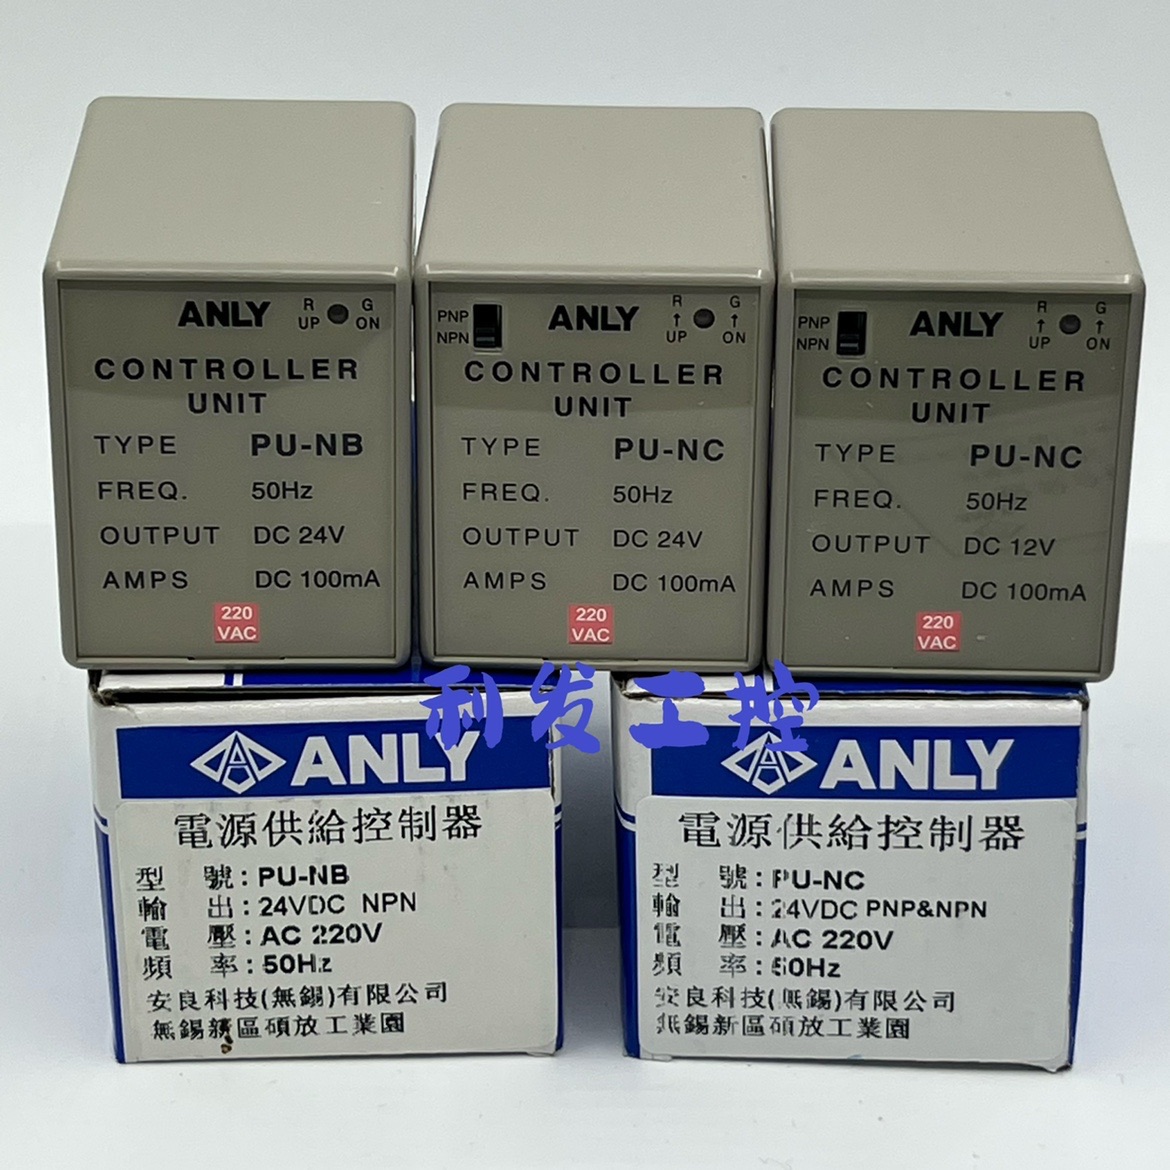 ANLY
R G
UP ON
CONTROLLER
UNIT
TYPE PU-NB
FREQ. 50Hz
OUTPUT DC 24V
AMPS DC 100mA
220
VAC
PNP
NPN
ANLY
R G
↑ ↑
UP ON
CONTROLLER
UNIT
TYPE PU-NC
FREQ. 50Hz
OUTPUT DC 24V
AMPS DC 100mA
220
VAC
PNP
NPN
ANLY
R G
↑ ↑
UP ON
CONTROLLER
UNIT
TYPE PU-NC
FREQ. 50Hz
OUTPUT DC 12V
AMPS DC 100mA
220
VAC
利发工控
ANLY
電源供給控制器
型 號:PU-NB
輸 出:24VDC NPN
電 壓:AC 220V
頻 率:50Hz
安良科技(無錫)有限公司
無錫新區碩放工業園
ANLY
電源供給控制器
型 號:PU-NC
輸 出:24VDC PNP&NPN
電 壓:AC 220V
頻 率:50Hz
安良科技(無錫)有限公司
無錫新區碩放工業園